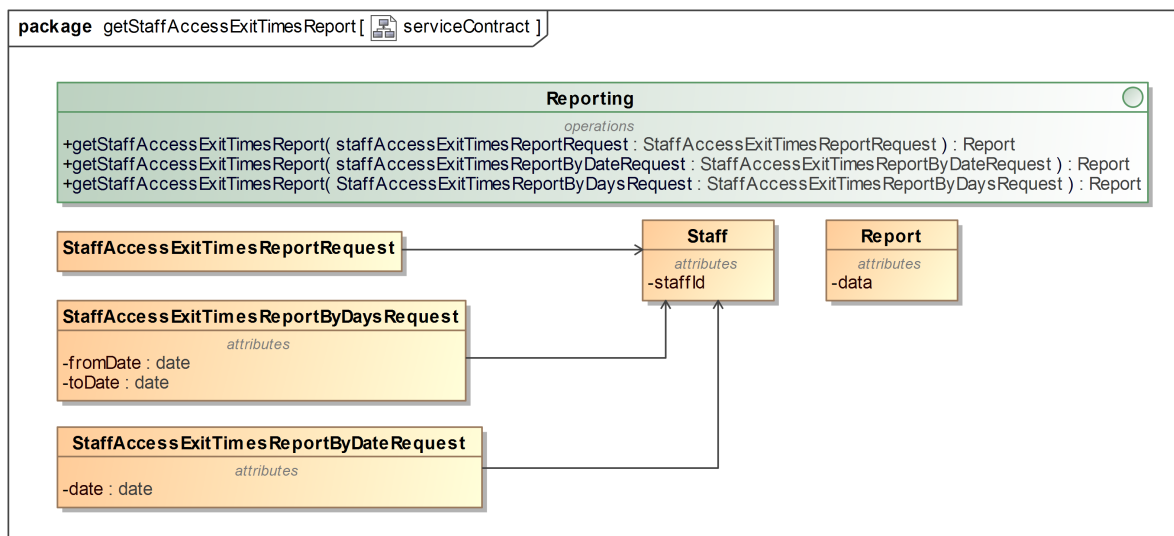 package getStaffAccessExitTimesReport [ serviceContract ]
Reporting
operations
+getStaffAccessExitTimesReport( staffAccessExitTimesReportRequest : StaffAccessExitTimesReportRequest ) : Report
+getStaffAccessExitTimesReport( staffAccessExitTimesReportByDateRequest : StaffAccessExitTimesReportByDateRequest ) : Report
+getStaffAccessExitTimesReport( StaffAccessExitTimesReportByDaysRequest : StaffAccessExitTimesReportByDaysRequest ) : Report
StaffAccessExitTimesReportRequest
Staff
attributes
-staffId
Report
attributes
-data
StaffAccessExitTimesReportByDaysRequest
attributes
-fromDate : date
-toDate : date
StaffAccessExitTimesReportByDateRequest
attributes
-date : date